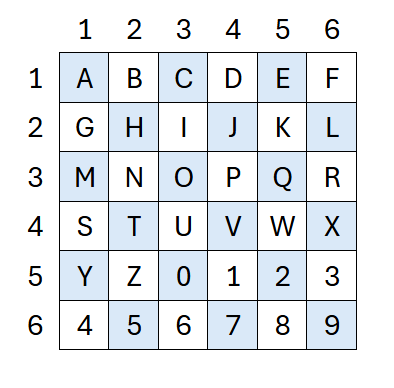 1 2 3 4 5 6
1 A B C D E F
2 G H I J K L
3 M N O P Q R
4 S T U V W X
5 Y Z 0 1 2 3
6 4 5 6 7 8 9